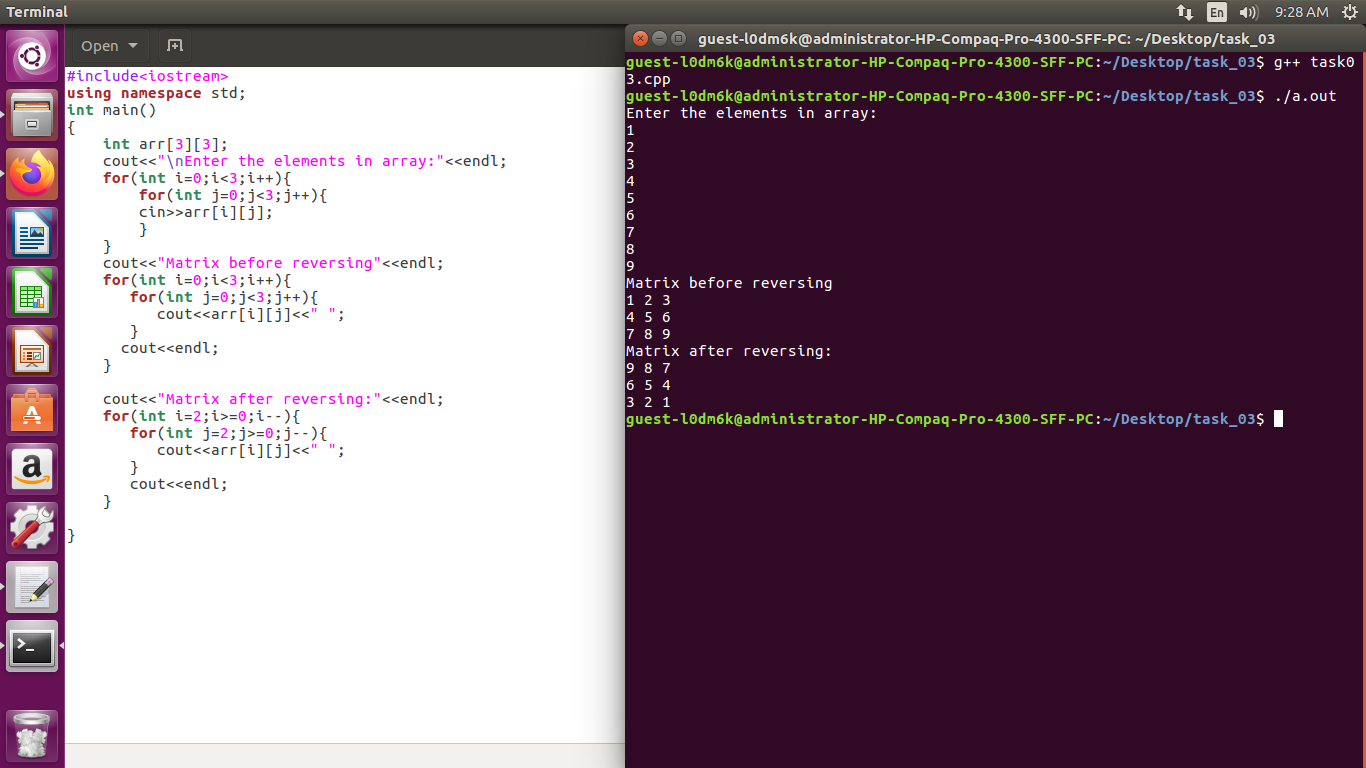 Terminal
En
9:28 AM
Open
#include<iostream>
using namespace std;
int main()
{
    int arr[3][3];
    cout<<"\nEnter the elements in array:"<<endl;
    for(int i=0;i<3;i++){
        for(int j=0;j<3;j++){
        cin>>arr[i][j];
        }
    }
    cout<<"Matrix before reversing"<<endl;
    for(int i=0;i<3;i++){
       for(int j=0;j<3;j++){
          cout<<arr[i][j]<<" ";
       }
      cout<<endl;
    }
    cout<<"Matrix after reversing:"<<endl;
    for(int i=2;i>=0;i--){
       for(int j=2;j>=0;j--){
          cout<<arr[i][j]<<" ";
       }
       cout<<endl;
    }
}
guest-l0dm6k@administrator-HP-Compaq-Pro-4300-SFF-PC: ~/Desktop/task_03
guest-l0dm6k@administrator-HP-Compaq-Pro-4300-SFF-PC:~/Desktop/task_03$ g++ task0
3.cpp
guest-l0dm6k@administrator-HP-Compaq-Pro-4300-SFF-PC:~/Desktop/task_03$ ./a.out
Enter the elements in array:
1
2
3
4
5
6
7
8
9
Matrix before reversing
1 2 3
4 5 6
7 8 9
Matrix after reversing:
9 8 7
6 5 4
3 2 1
guest-l0dm6k@administrator-HP-Compaq-Pro-4300-SFF-PC:~/Desktop/task_03$